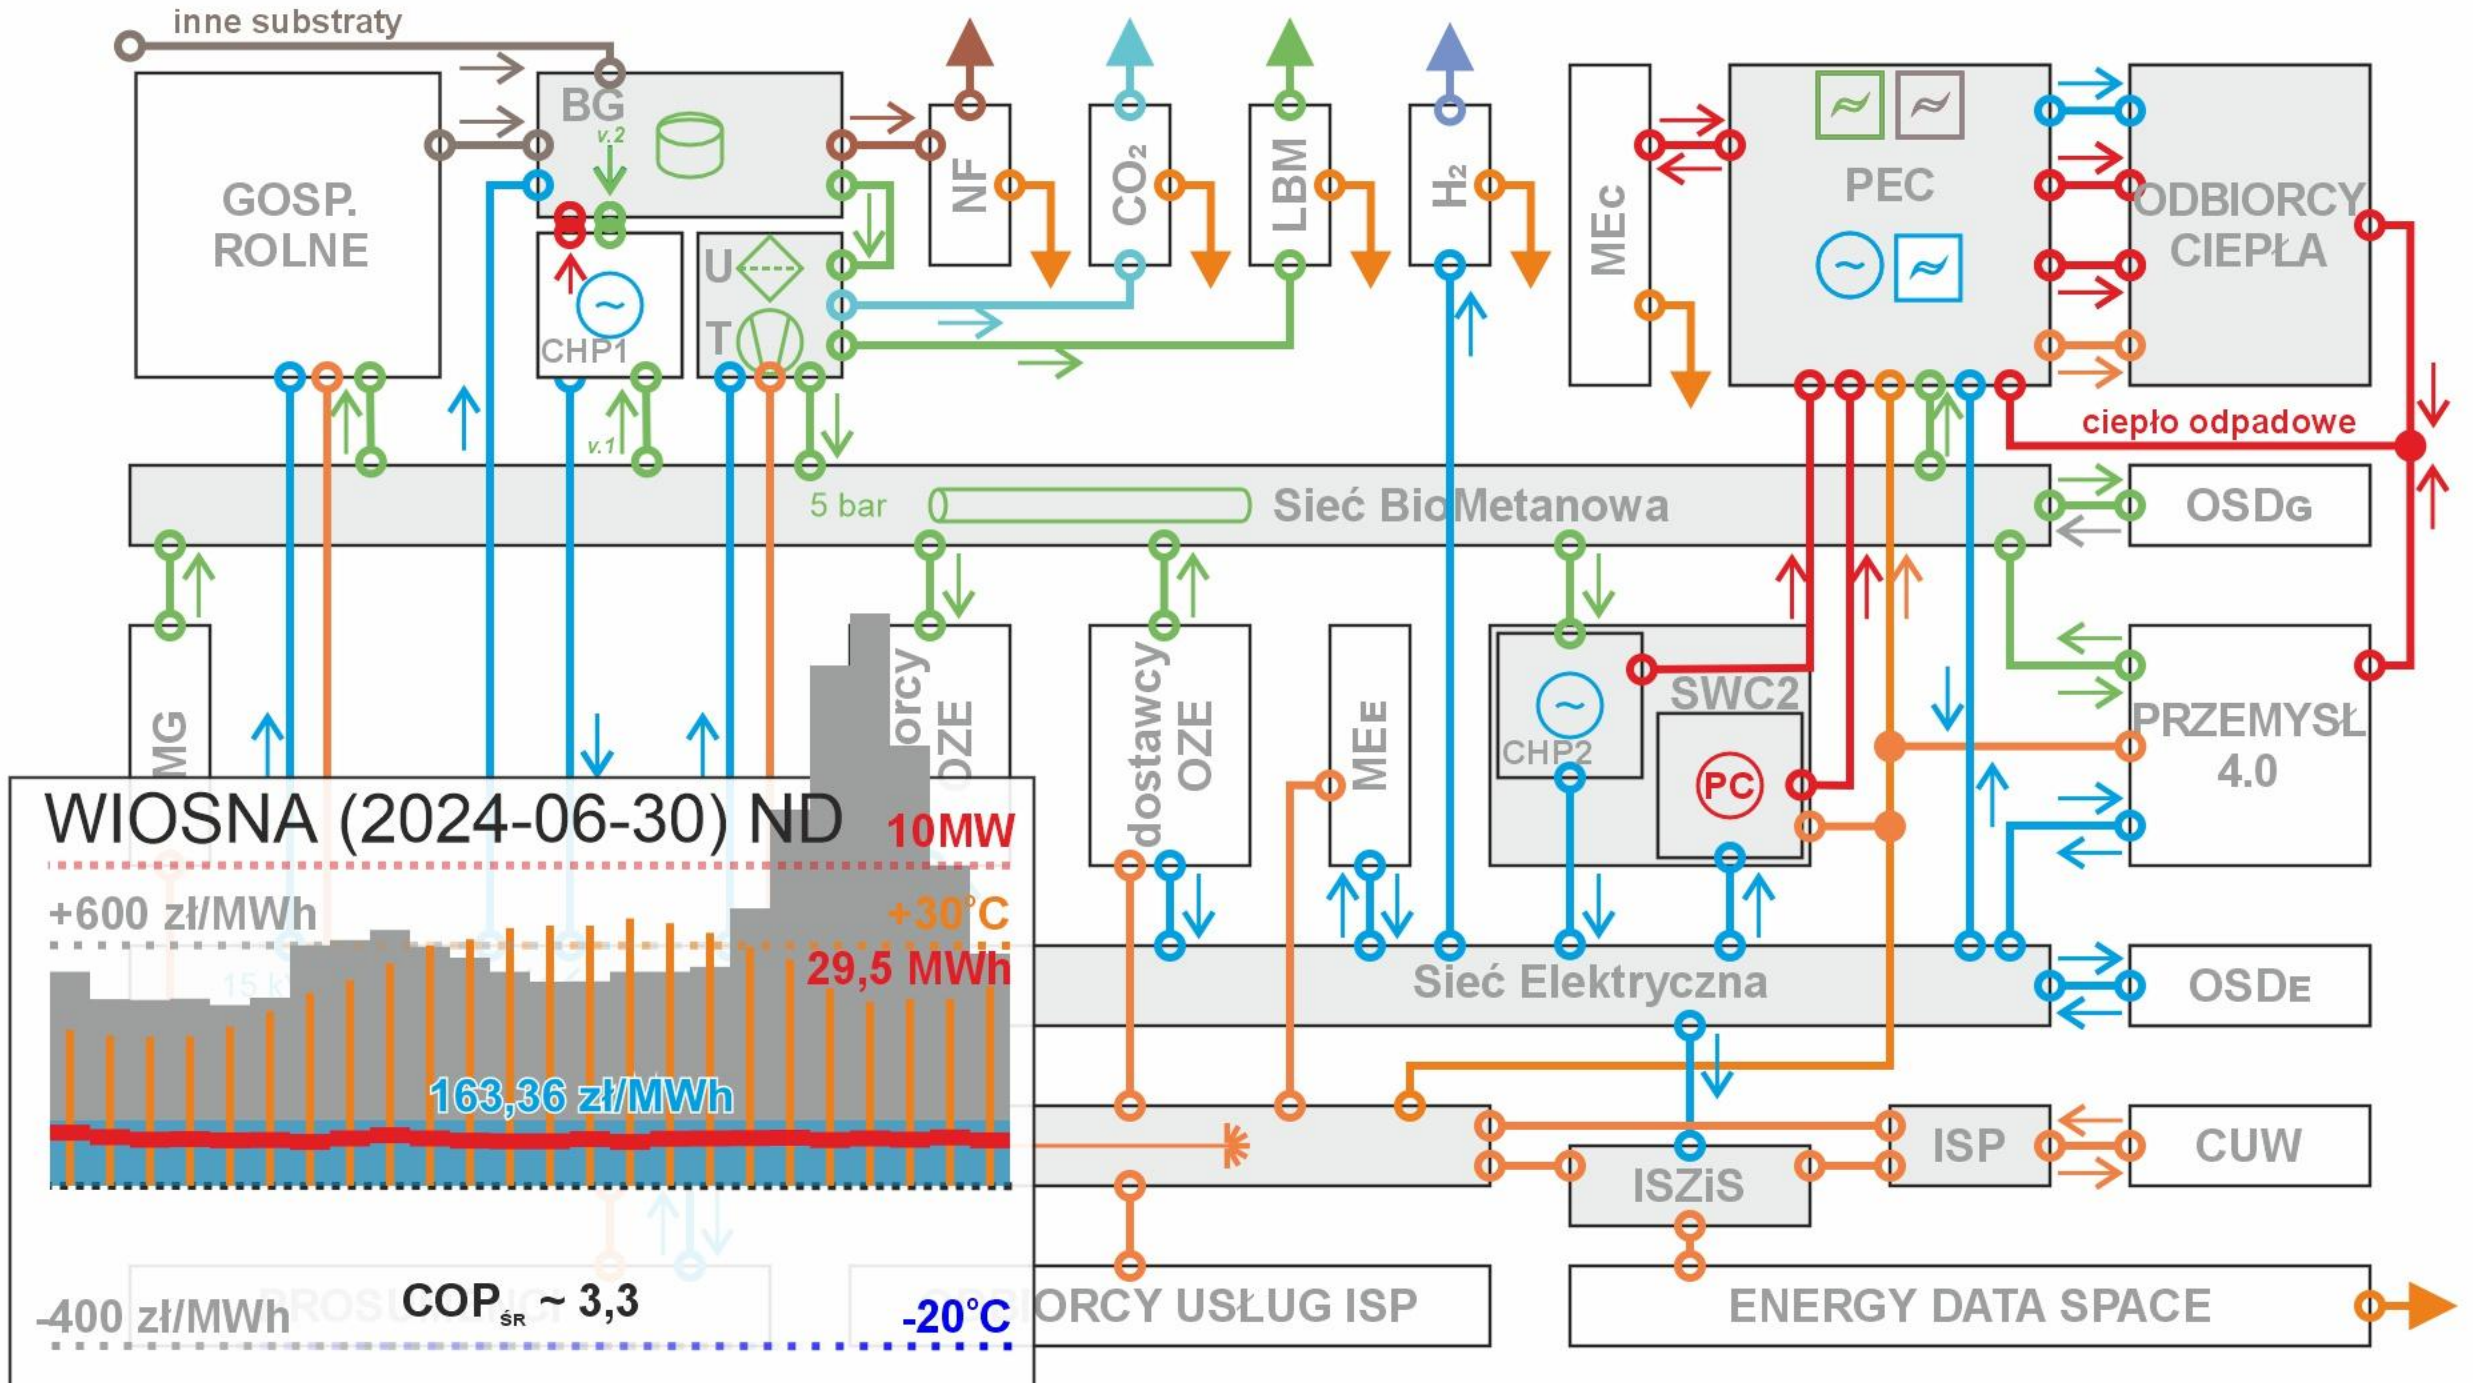 inne substraty
GOSP.
ROLNE
BG
v.2
CHP1
U
T
NF
CO₂
LBM
H₂
MEc
PEC
ODBIORCY
CIEPŁA
ciepło odpadowe
v.1
5 bar
Sieć BioMetanowa
OSDG
MG
orcy
OZE
dostawcy
OZE
MEE
CHP2
SWC2
PC
PRZEMYSŁ
4.0
WIOSNA (2024-06-30) ND
10MW
+600 zł/MWh
+30°C
29,5 MWh
15 k
163,36 zł/MWh
Sieć Elektryczna
OSDE
ISP
CUW
ISZiS
COPŚR ~ 3,3
-400 zł/MWh
-20°C
ORCY USŁUG ISP
ENERGY DATA SPACE